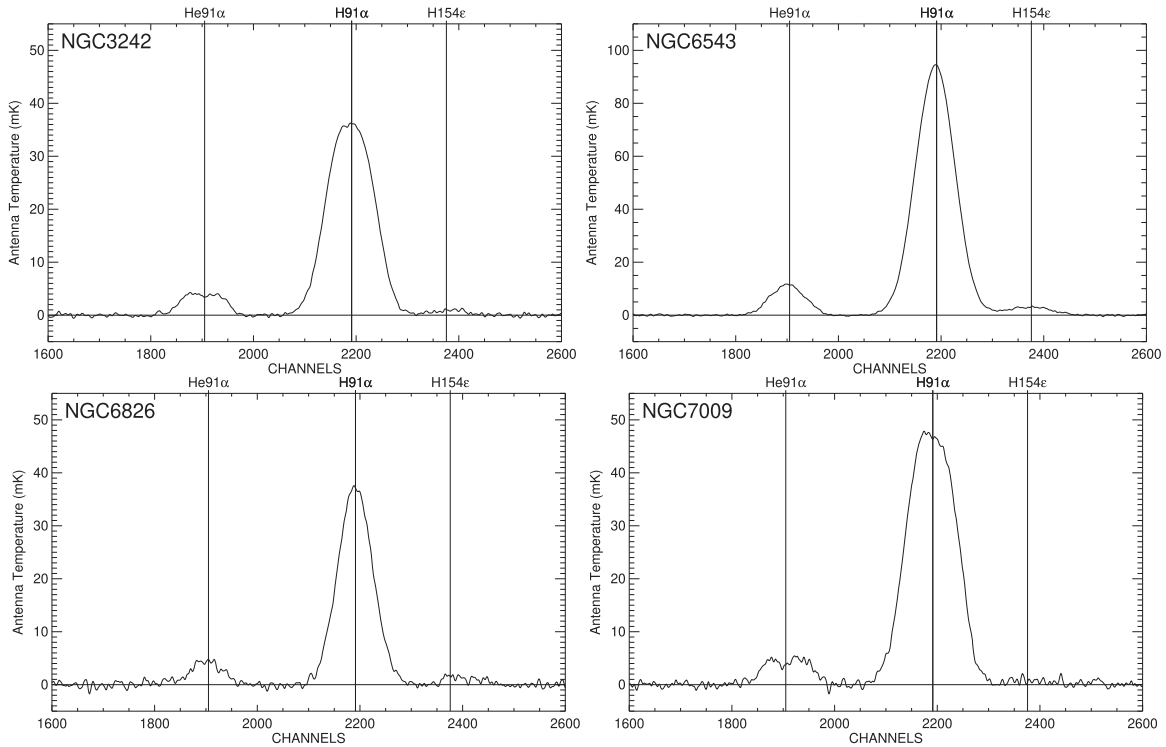 He91α H91α H154ε
NGC3242
Antenna Temperature (mK)
50
40
30
20
10
0
1600 1800 2000 2200 2400 2600
CHANNELS
He91α H91α H154ε
NGC6543
Antenna Temperature (mK)
100
80
60
40
20
0
1600 1800 2000 2200 2400 2600
CHANNELS
He91α H91α H154ε
NGC6826
Antenna Temperature (mK)
50
40
30
20
10
0
1600 1800 2000 2200 2400 2600
CHANNELS
He91α H91α H154ε
NGC7009
Antenna Temperature (mK)
50
40
30
20
10
0
1600 1800 2000 2200 2400 2600
CHANNELS